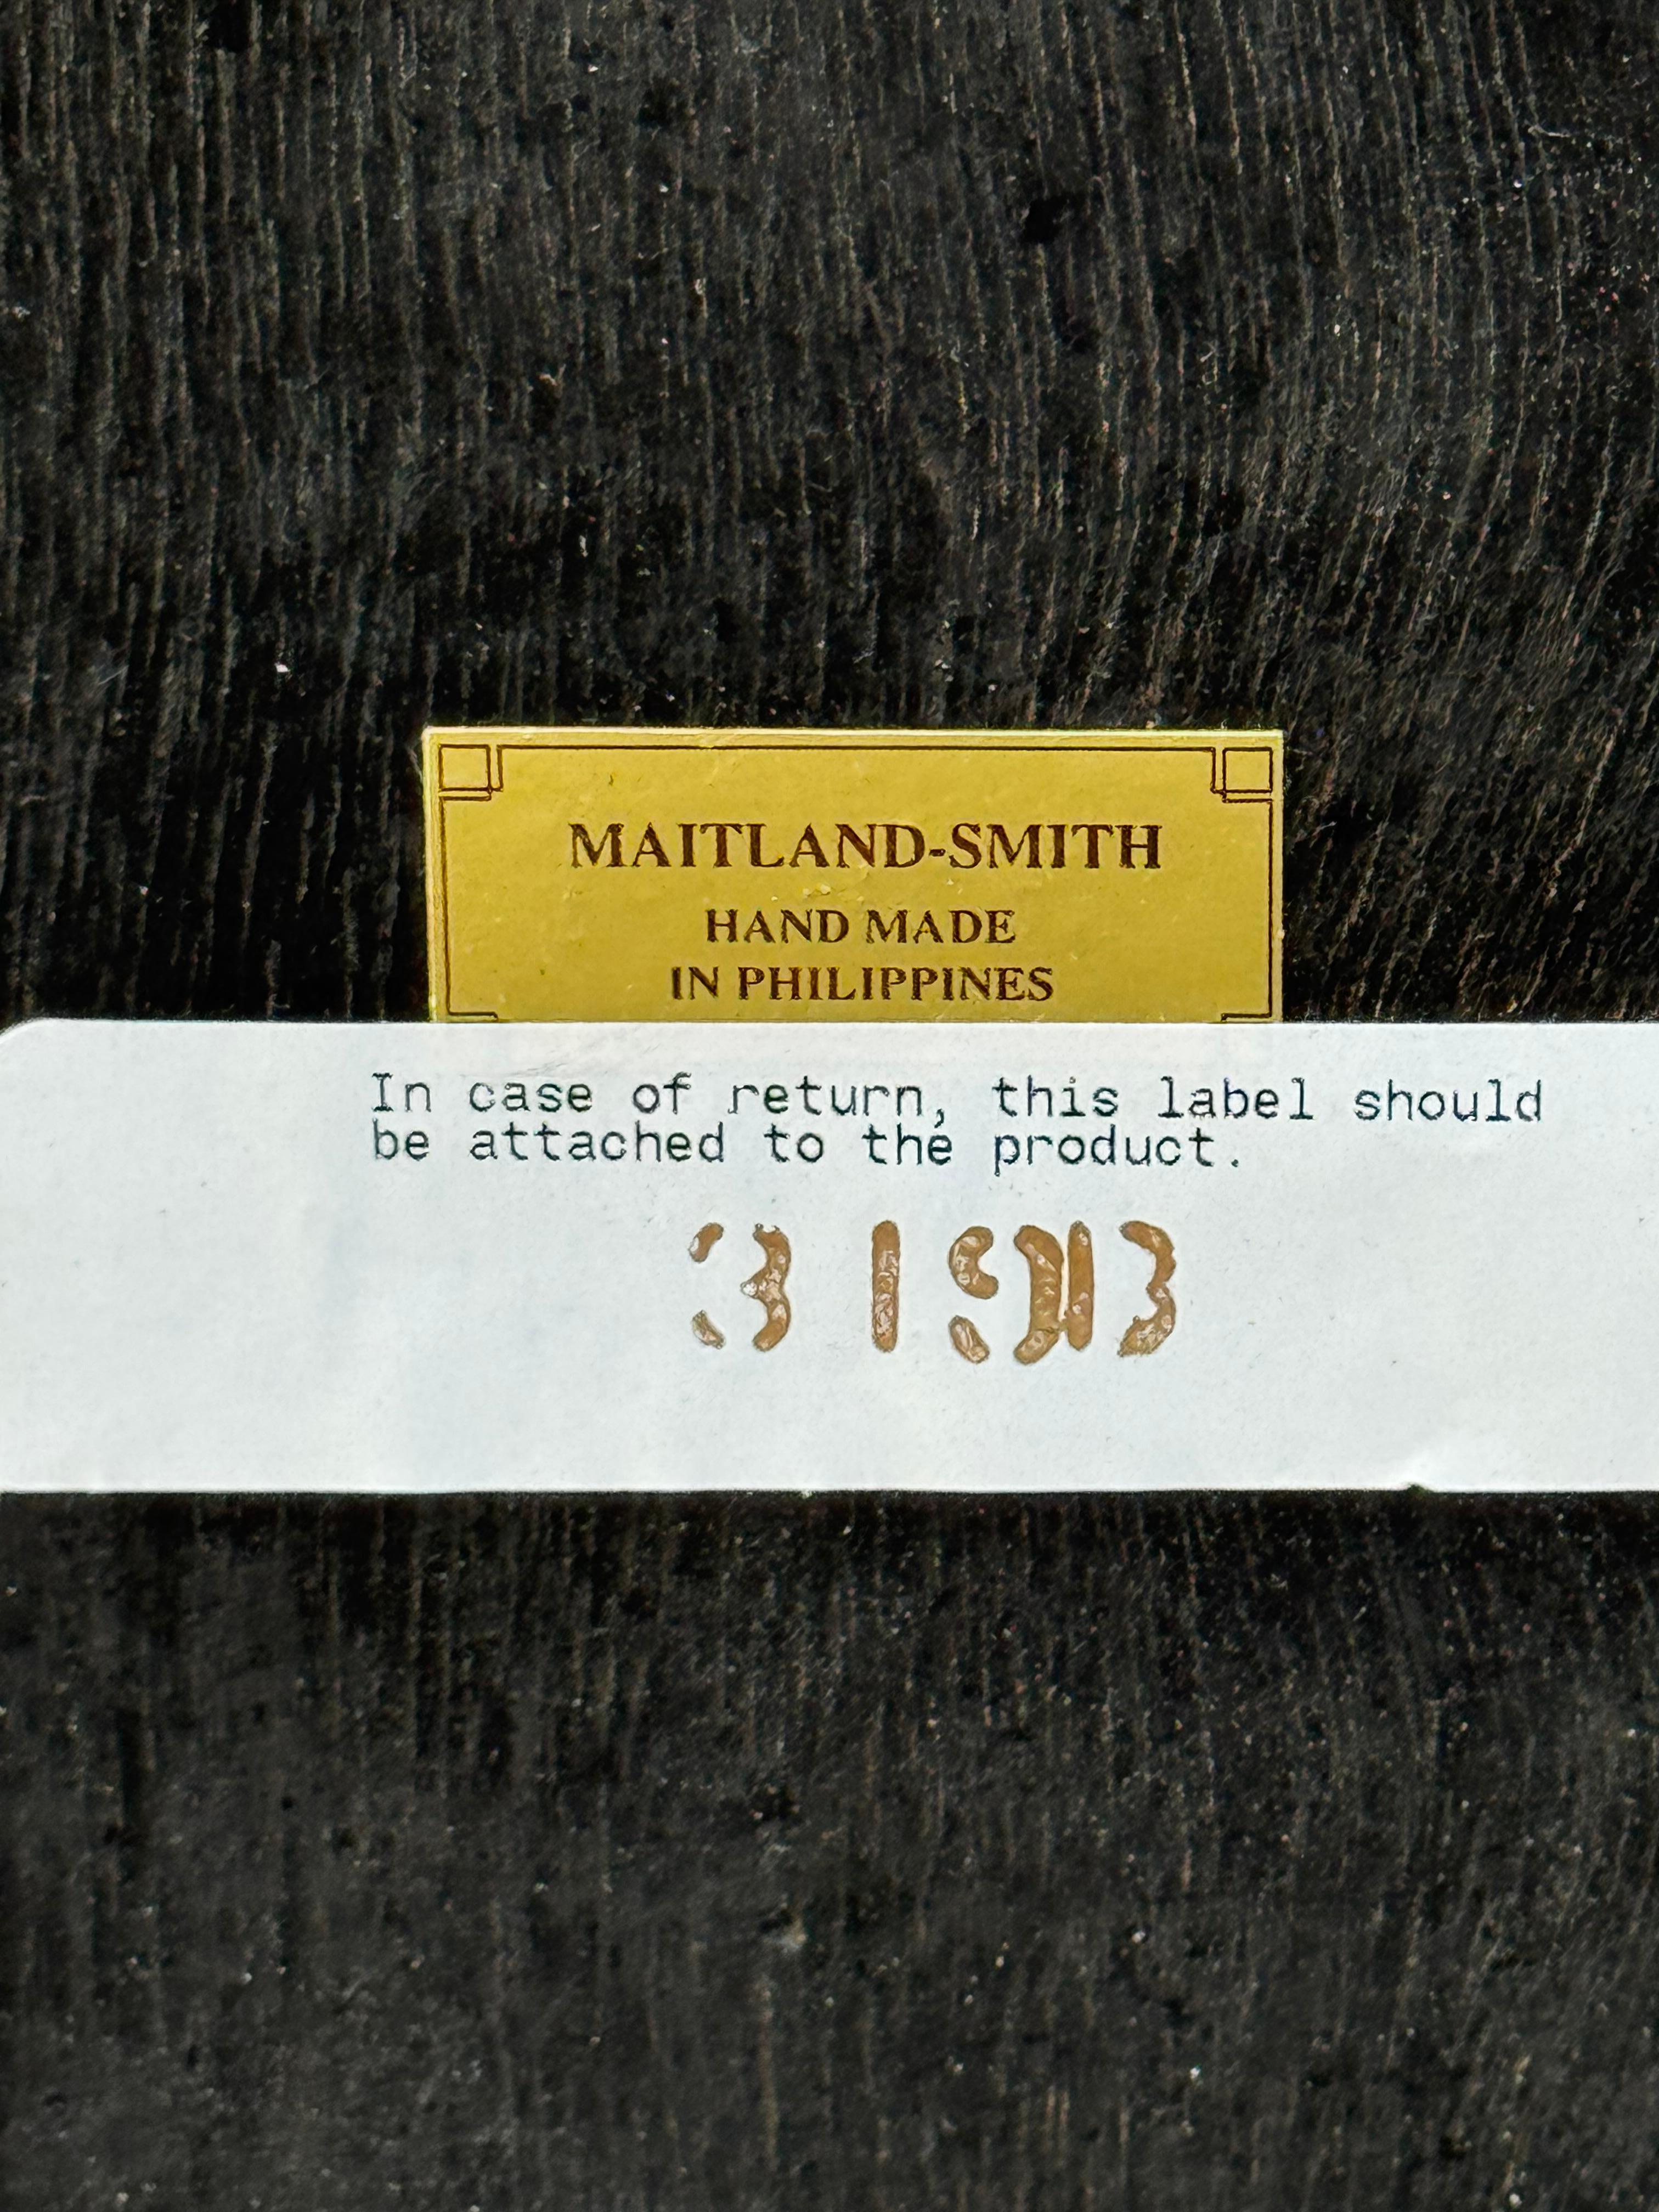 MAITLAND-SMITH
HAND MADE
IN PHILIPPINES
In case of return, this label should
be attached to the product.